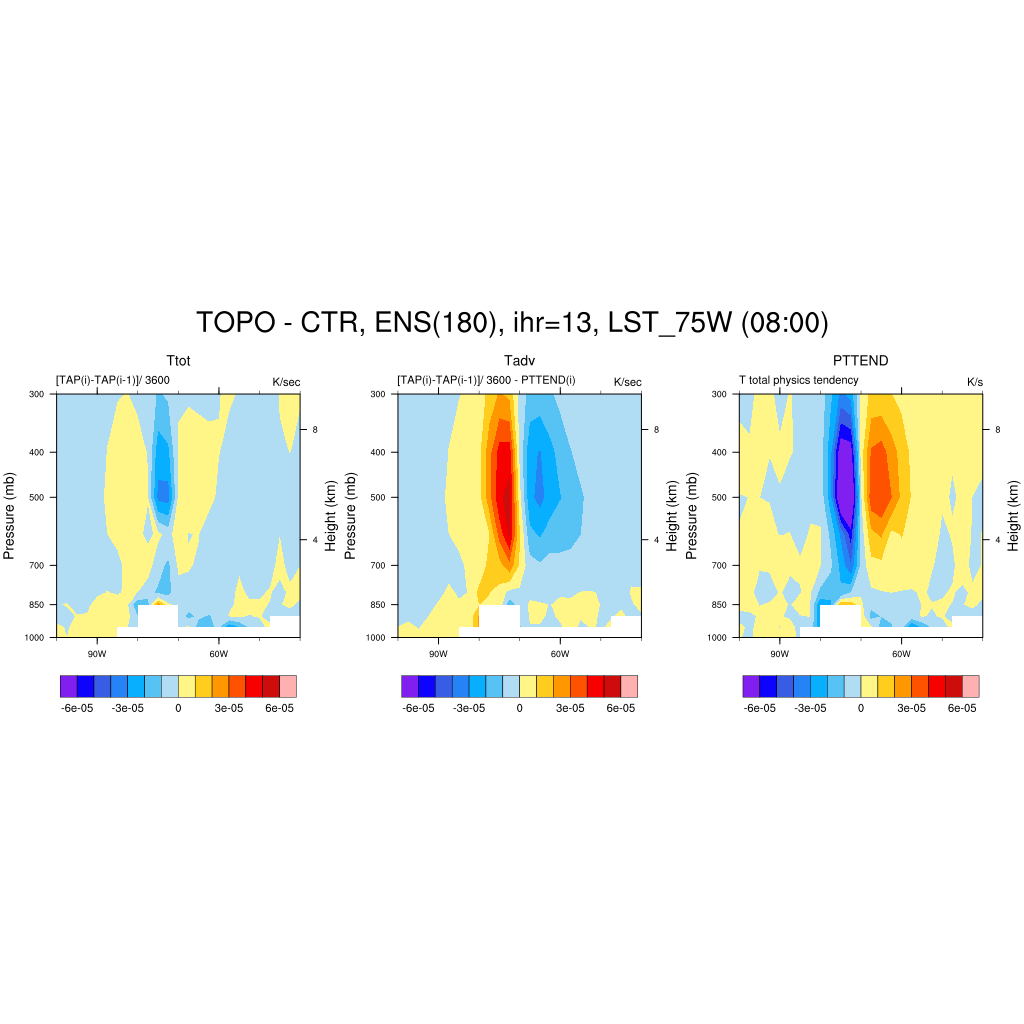 TOPO - CTR, ENS(180), ihr=13, LST_75W (08:00)
Ttot
[TAP(i)-TAP(i-1)]/ 3600
K/sec
300
400
500
700
850
1000
Pressure (mb)
8
4
Height (km)
90W
60W
-6e-05
-3e-05
0
3e-05
6e-05
Tadv
[TAP(i)-TAP(i-1)]/ 3600 - PTTEND(i)
K/sec
300
400
500
700
850
1000
Pressure (mb)
8
4
Height (km)
90W
60W
-6e-05
-3e-05
0
3e-05
6e-05
PTTEND
T total physics tendency
K/s
300
400
500
700
850
1000
Pressure (mb)
8
4
Height (km)
90W
60W
-6e-05
-3e-05
0
3e-05
6e-05